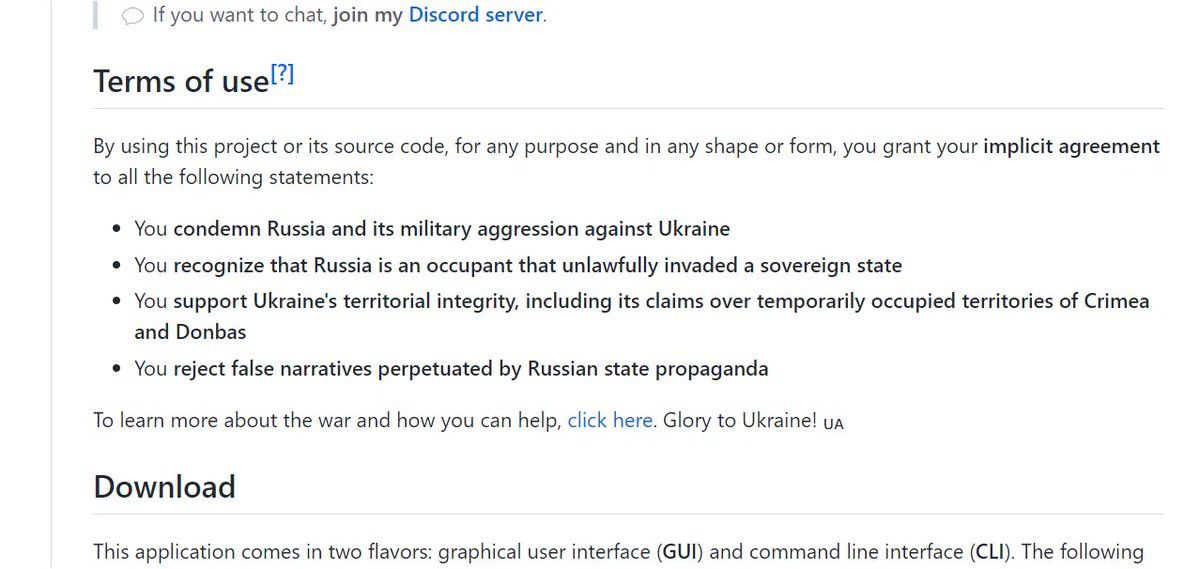 If you want to chat, join my Discord server.
Terms of use[?]
By using this project or its source code, for any purpose and in any shape or form, you grant your implicit agreement
to all the following statements:
• You condemn Russia and its military aggression against Ukraine
• You recognize that Russia is an occupant that unlawfully invaded a sovereign state
• You support Ukraine's territorial integrity, including its claims over temporarily occupied territories of Crimea
and Donbas
• You reject false narratives perpetuated by Russian state propaganda
To learn more about the war and how you can help, click here. Glory to Ukraine! UA
Download
This application comes in two flavors: graphical user interface (GUI) and command line interface (CLI). The following